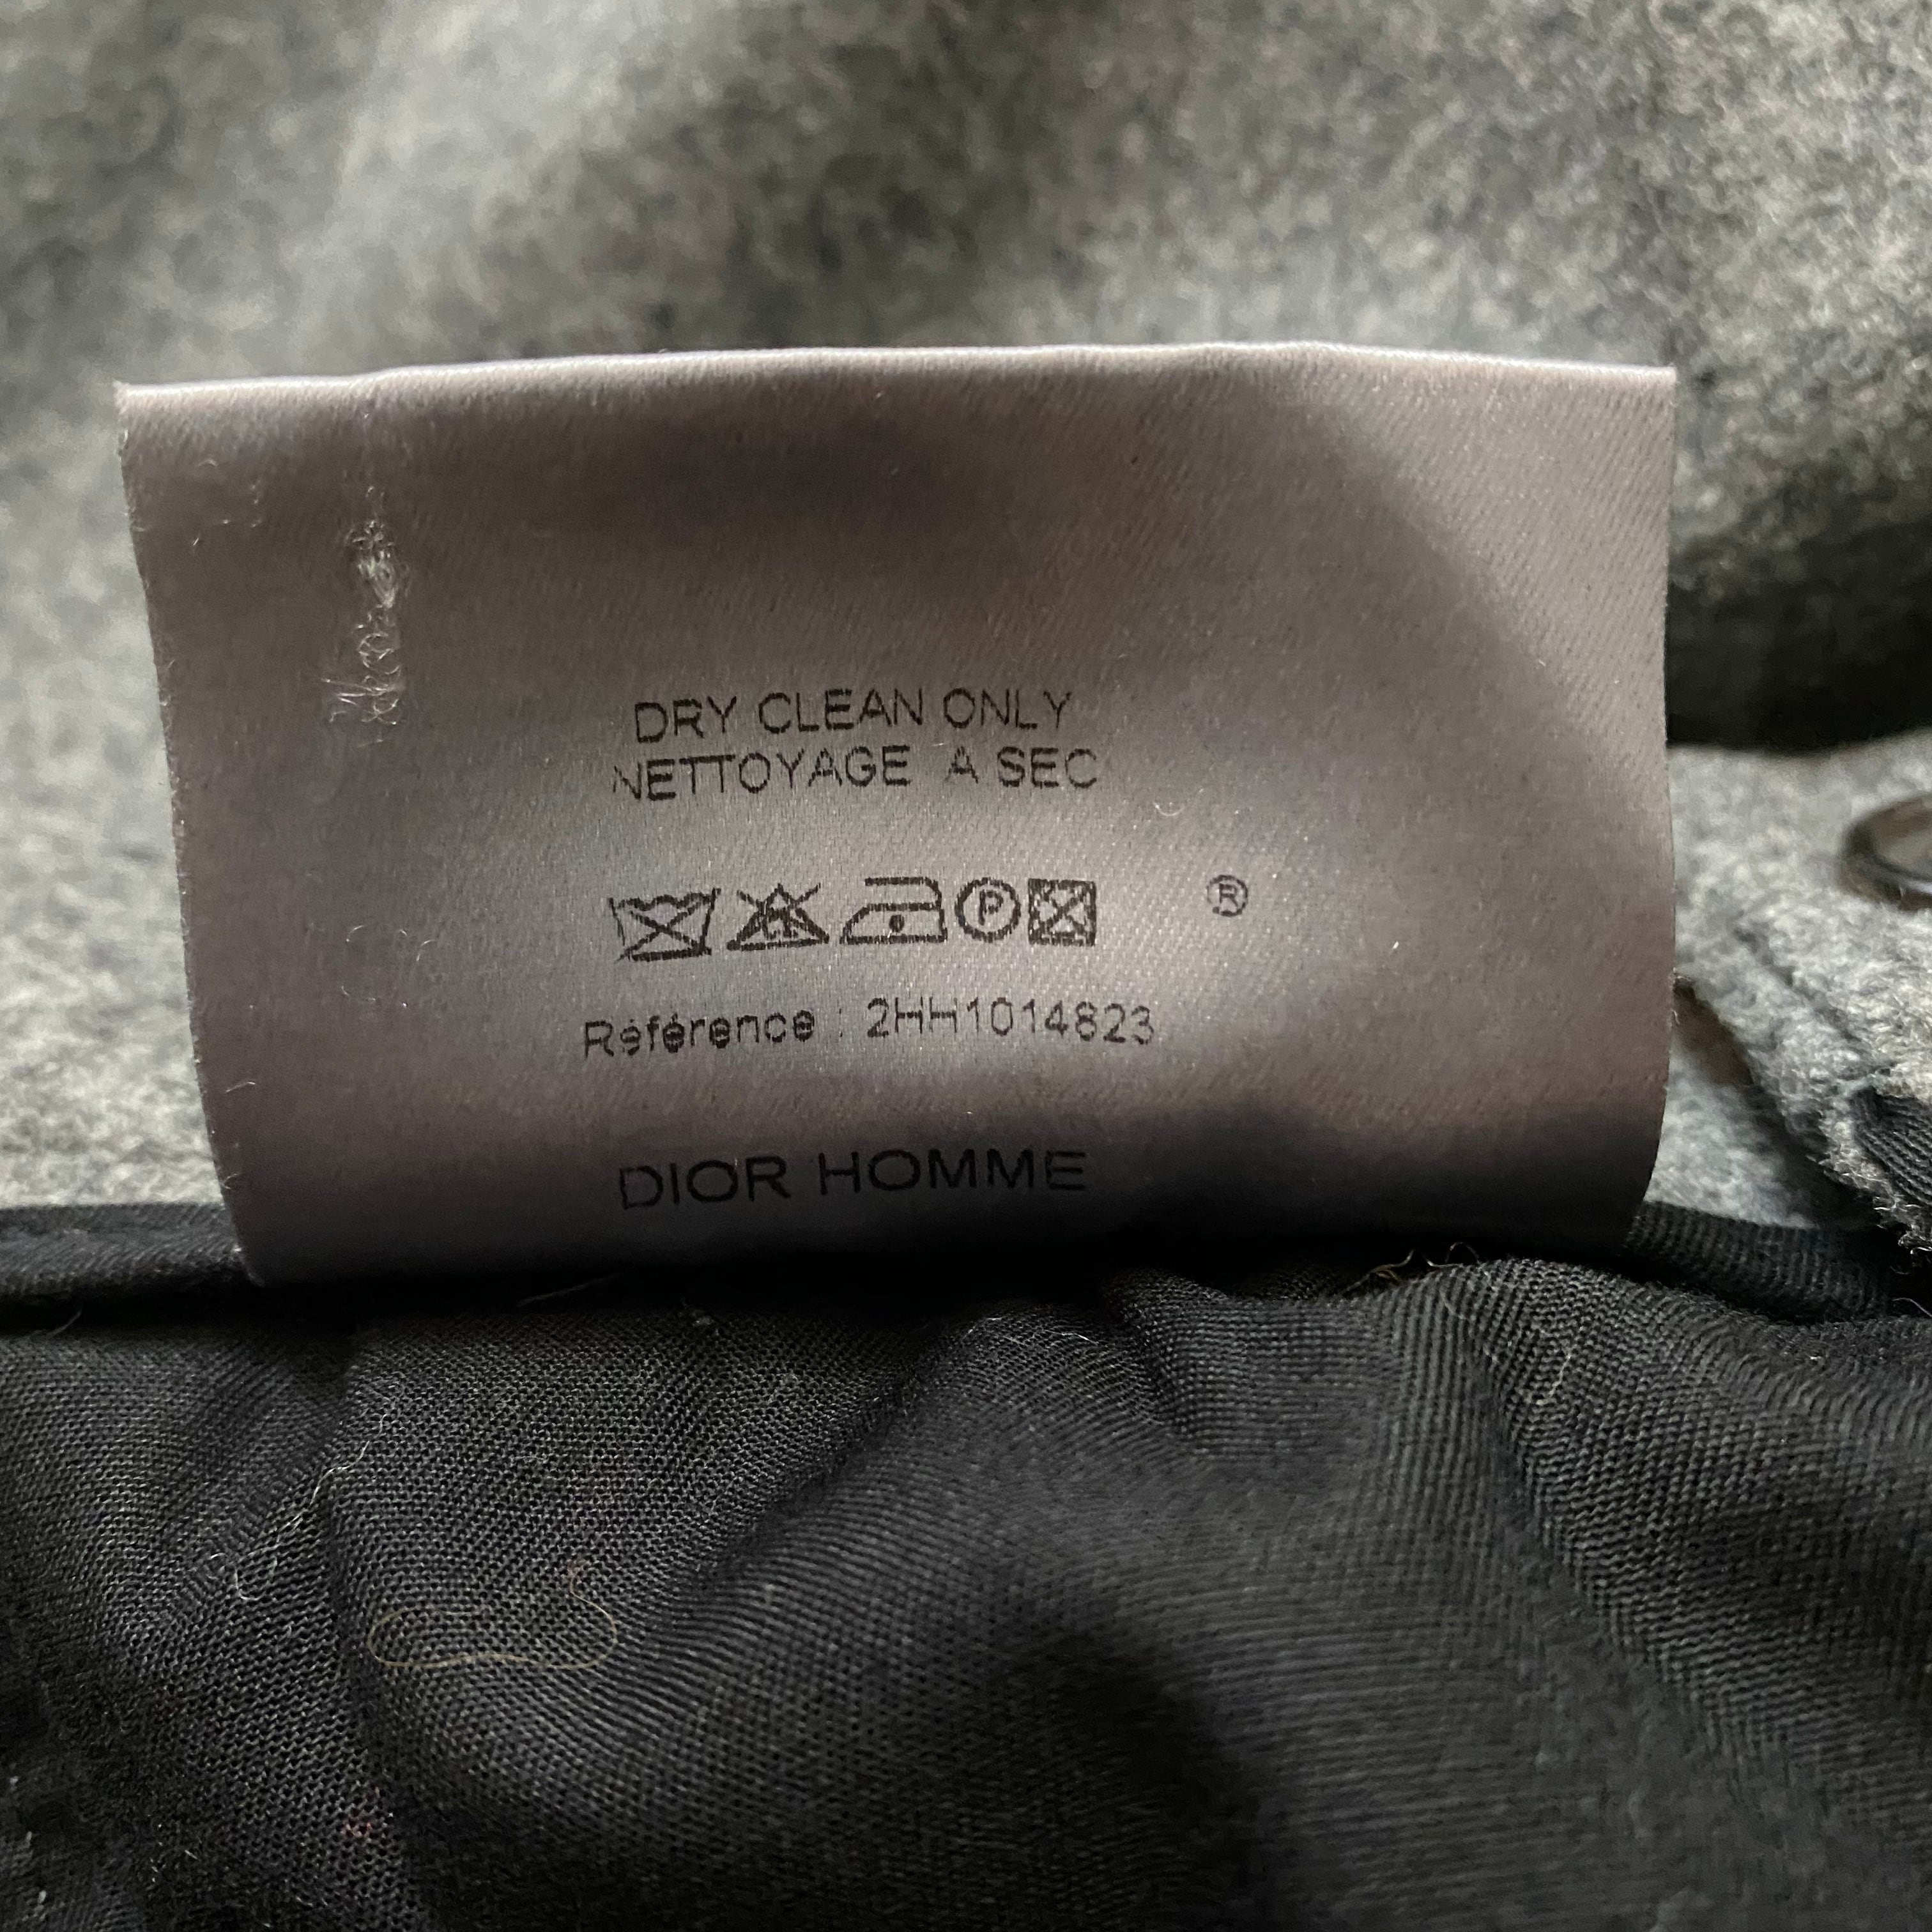 DRY CLEAN ONLY
NETTOYAGE A SEC
P ®
Référence : 2HH1014823
DIOR HOMME